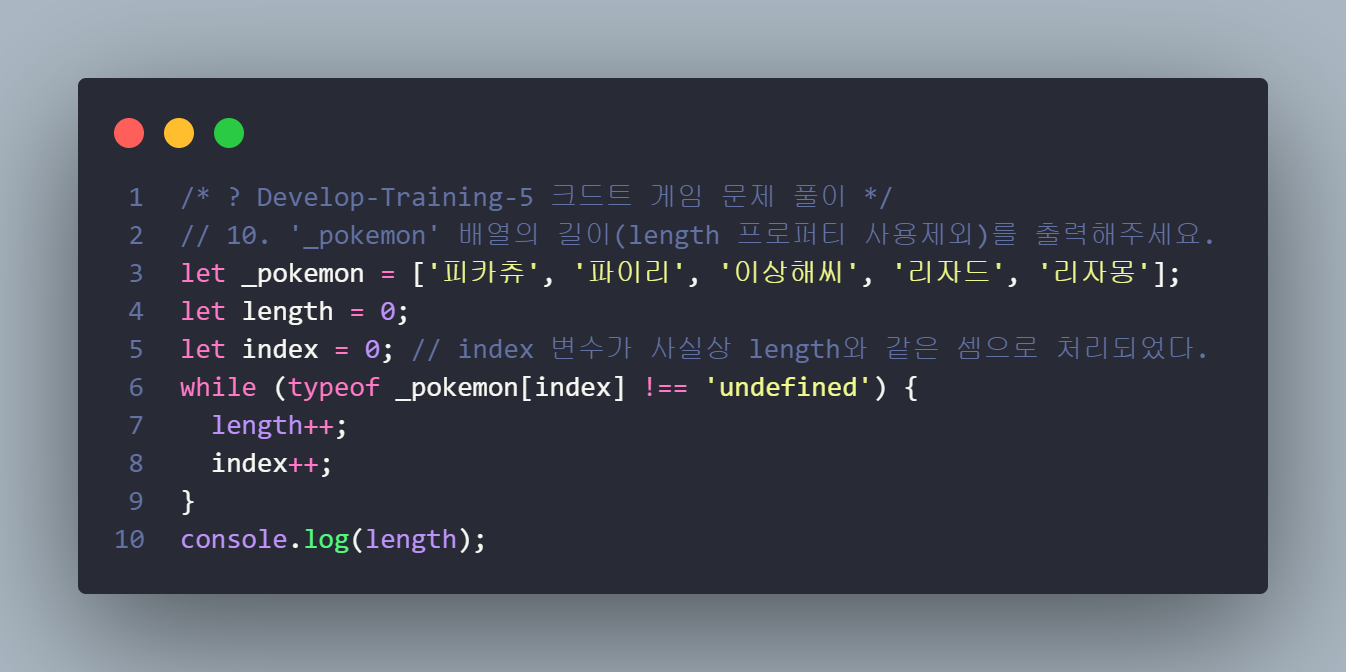 1 /* ? Develop-Training-5 크드트 게임 문제 풀이 */
2 // 10. '_pokemon' 배열의 길이(length 프로퍼티 사용제외)를 출력해주세요.
3 let _pokemon = ['피카츄', '파이리', '이상해씨', '리자드', '리자몽'];
4 let length = 0;
5 let index = 0; // index 변수가 사실상 length와 같은 셈으로 처리되었다.
6 while (typeof _pokemon[index] !== 'undefined') {
7   length++;
8   index++;
9 }
10 console.log(length);